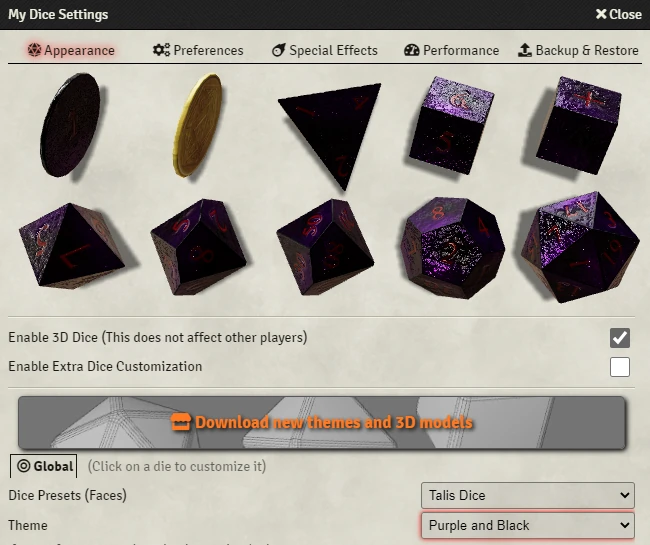 My Dice Settings
Close
Appearance
Preferences
Special Effects
Performance
Backup & Restore
Enable 3D Dice (This does not affect other players)
Enable Extra Dice Customization
Download new themes and 3D models
Global (Click on a die to customize it)
Dice Presets (Faces) Talis Dice
Theme Purple and Black